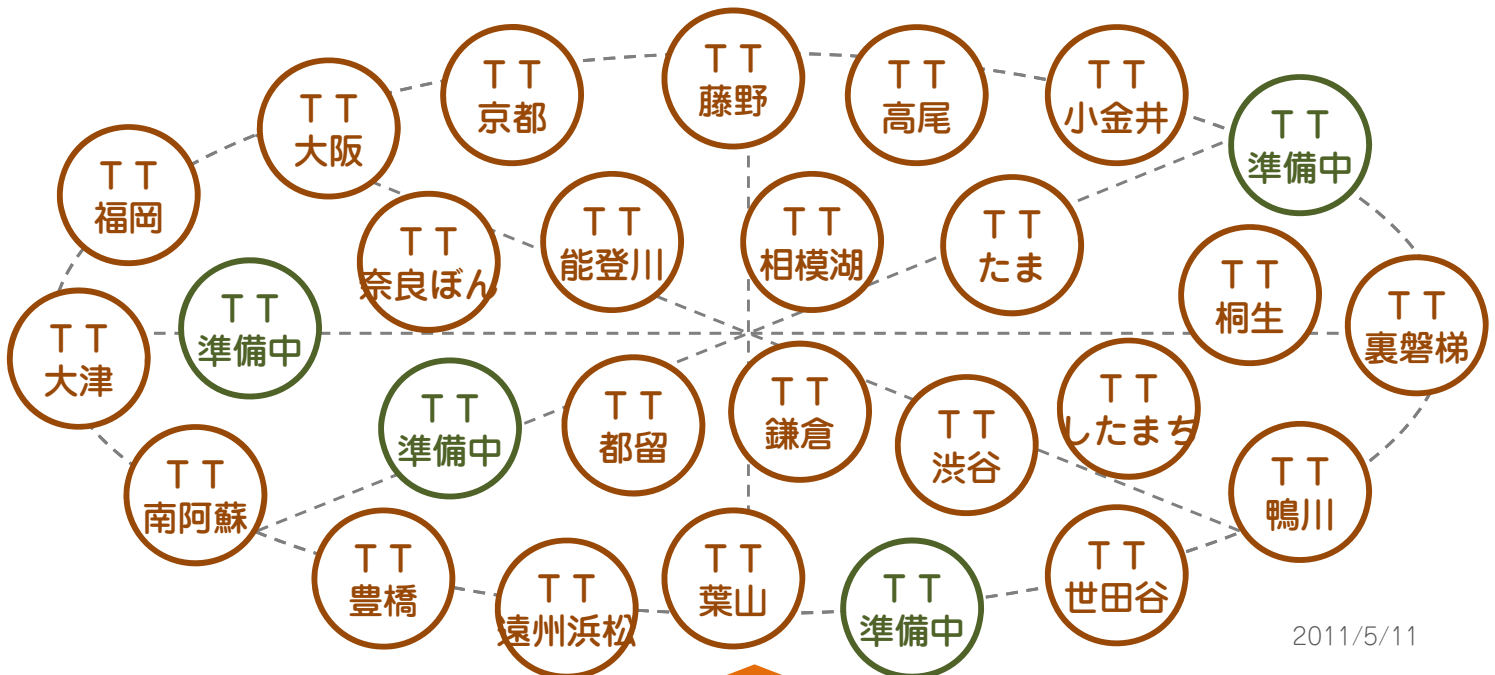 ＴＴ
藤野
ＴＴ
京都
ＴＴ
高尾
ＴＴ
小金井
ＴＴ
大阪
ＴＴ
準備中
ＴＴ
福岡
ＴＴ
能登川
ＴＴ
相模湖
ＴＴ
たま
ＴＴ
奈良ぼん
ＴＴ
桐生
ＴＴ
準備中
ＴＴ
裏磐梯
ＴＴ
大津
ＴＴ
鎌倉
ＴＴ
したまち
ＴＴ
準備中
ＴＴ
都留
ＴＴ
渋谷
ＴＴ
南阿蘇
ＴＴ
鴨川
ＴＴ
豊橋
ＴＴ
葉山
ＴＴ
世田谷
ＴＴ
遠州浜松
ＴＴ
準備中
2011/5/11